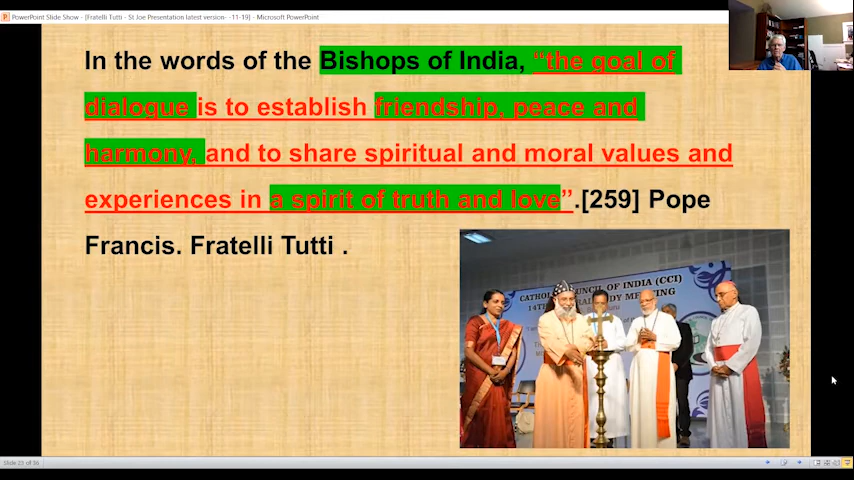 PowerPoint Slide Show - [Fratelli Tutti - St Joe Presentation latest version- -11-19] - Microsoft PowerPoint
In the words of the Bishops of India, “the goal of
dialogue is to establish friendship, peace and
harmony, and to share spiritual and moral values and
experiences in a spirit of truth and love”.[259] Pope
Francis. Fratelli Tutti .
COUNCIL OF INDIA (CCI)
MEETING
Slide 23 of 36